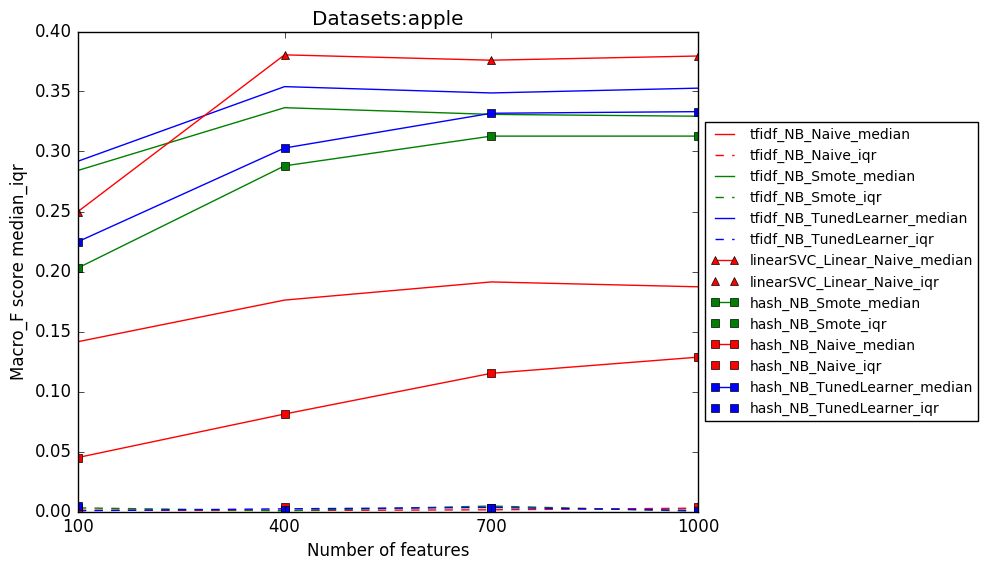 Datasets:apple
Macro_F score median_iqr
0.40
0.35
0.30
0.25
0.20
0.15
0.10
0.05
0.00
100 400 700 1000
Number of features
tfidf_NB_Naive_median
tfidf_NB_Naive_iqr
tfidf_NB_Smote_median
tfidf_NB_Smote_iqr
tfidf_NB_TunedLearner_median
tfidf_NB_TunedLearner_iqr
linearSVC_Linear_Naive_median
linearSVC_Linear_Naive_iqr
hash_NB_Smote_median
hash_NB_Smote_iqr
hash_NB_Naive_median
hash_NB_Naive_iqr
hash_NB_TunedLearner_median
hash_NB_TunedLearner_iqr